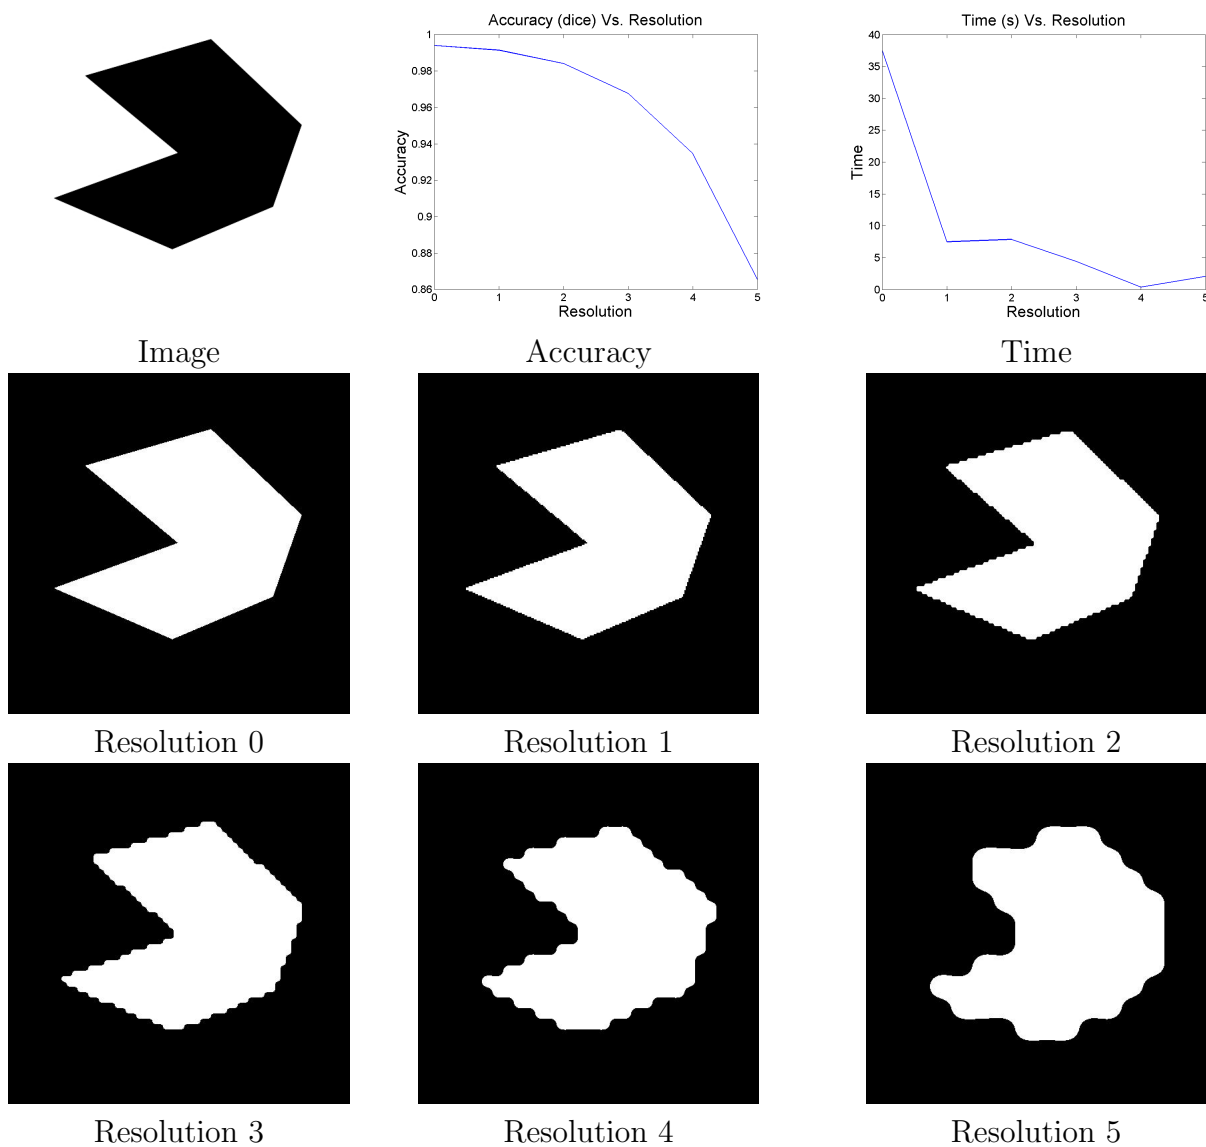 Accuracy (dice) Vs. Resolution
1
0.98
0.96
0.94
0.92
0.9
0.88
0.86
Accuracy
0 1 2 3 4 5
Resolution
Time (s) Vs. Resolution
40
35
30
25
20
15
10
5
0
Time
0 1 2 3 4 5
Resolution
Image Accuracy Time
Resolution 0 Resolution 1 Resolution 2
Resolution 3 Resolution 4 Resolution 5